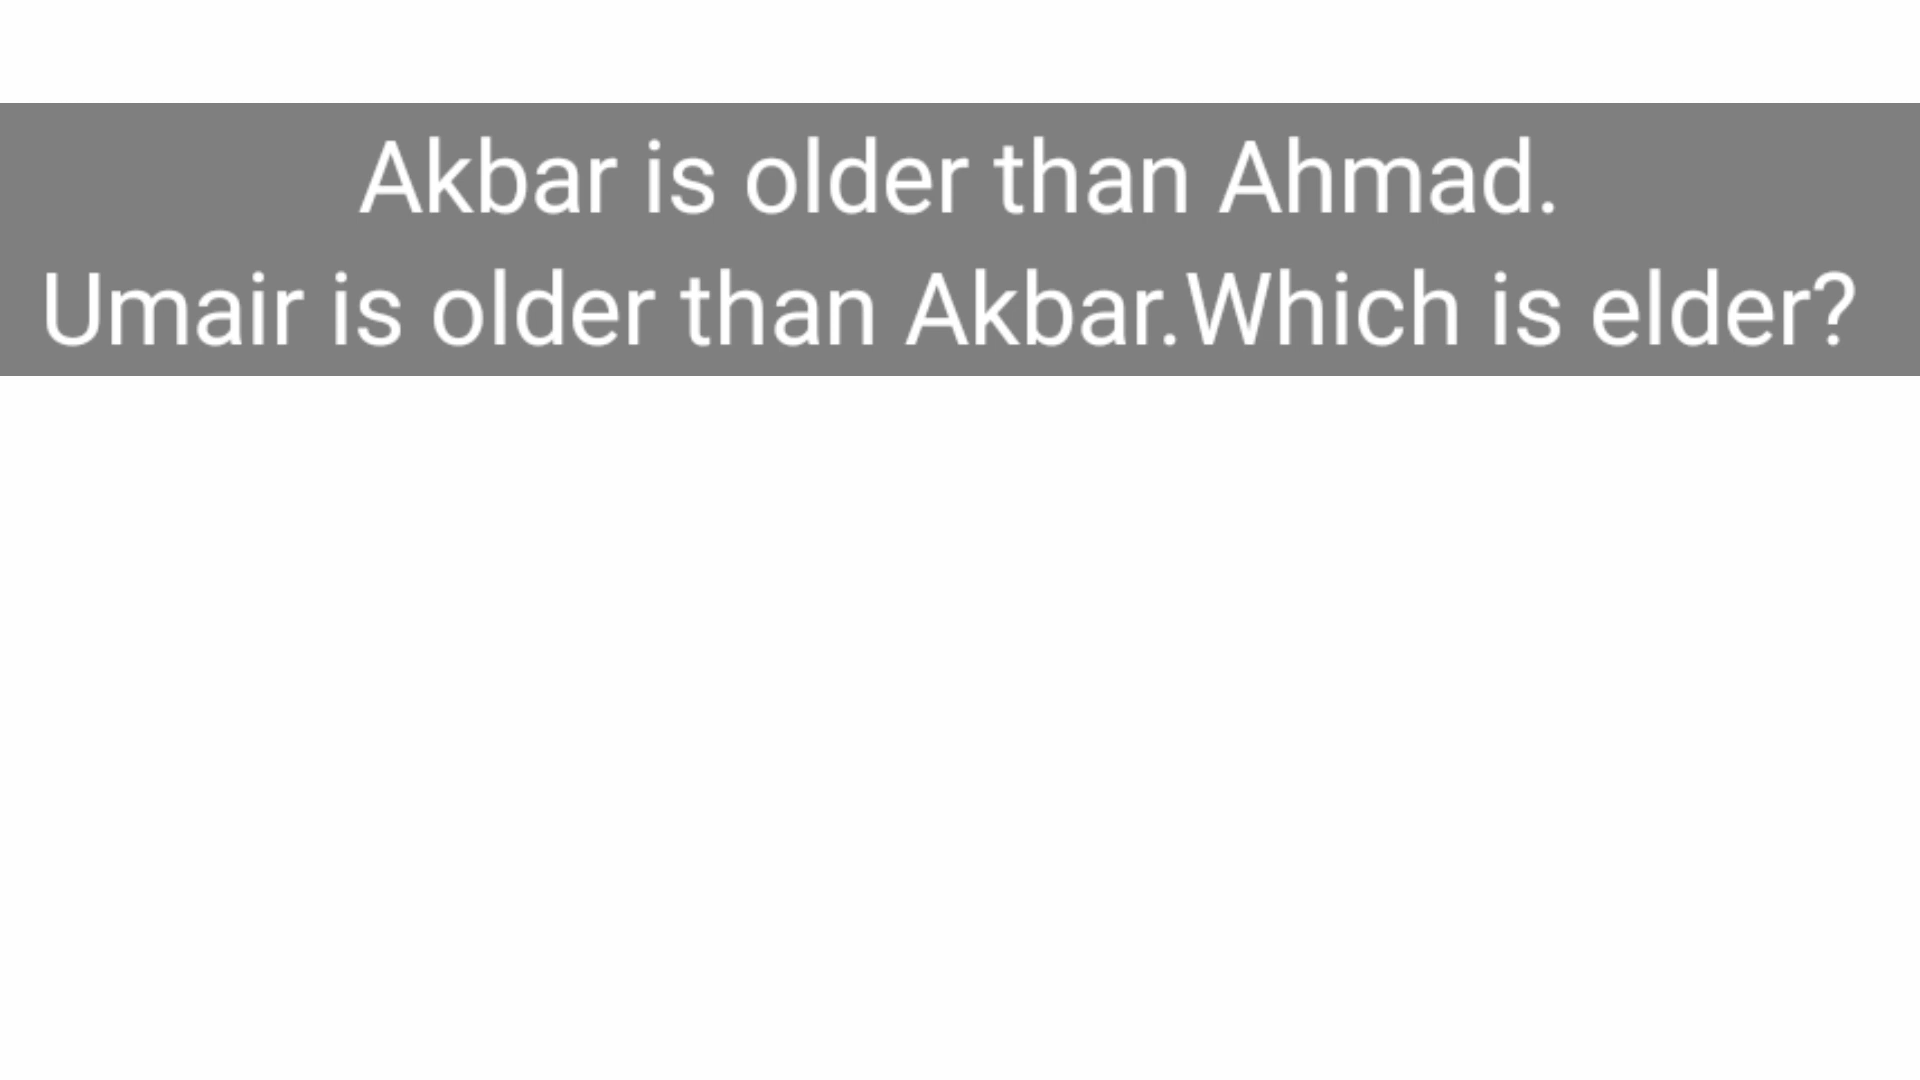 Akbar is older than Ahmad.
Umair is older than Akbar.Which is elder?